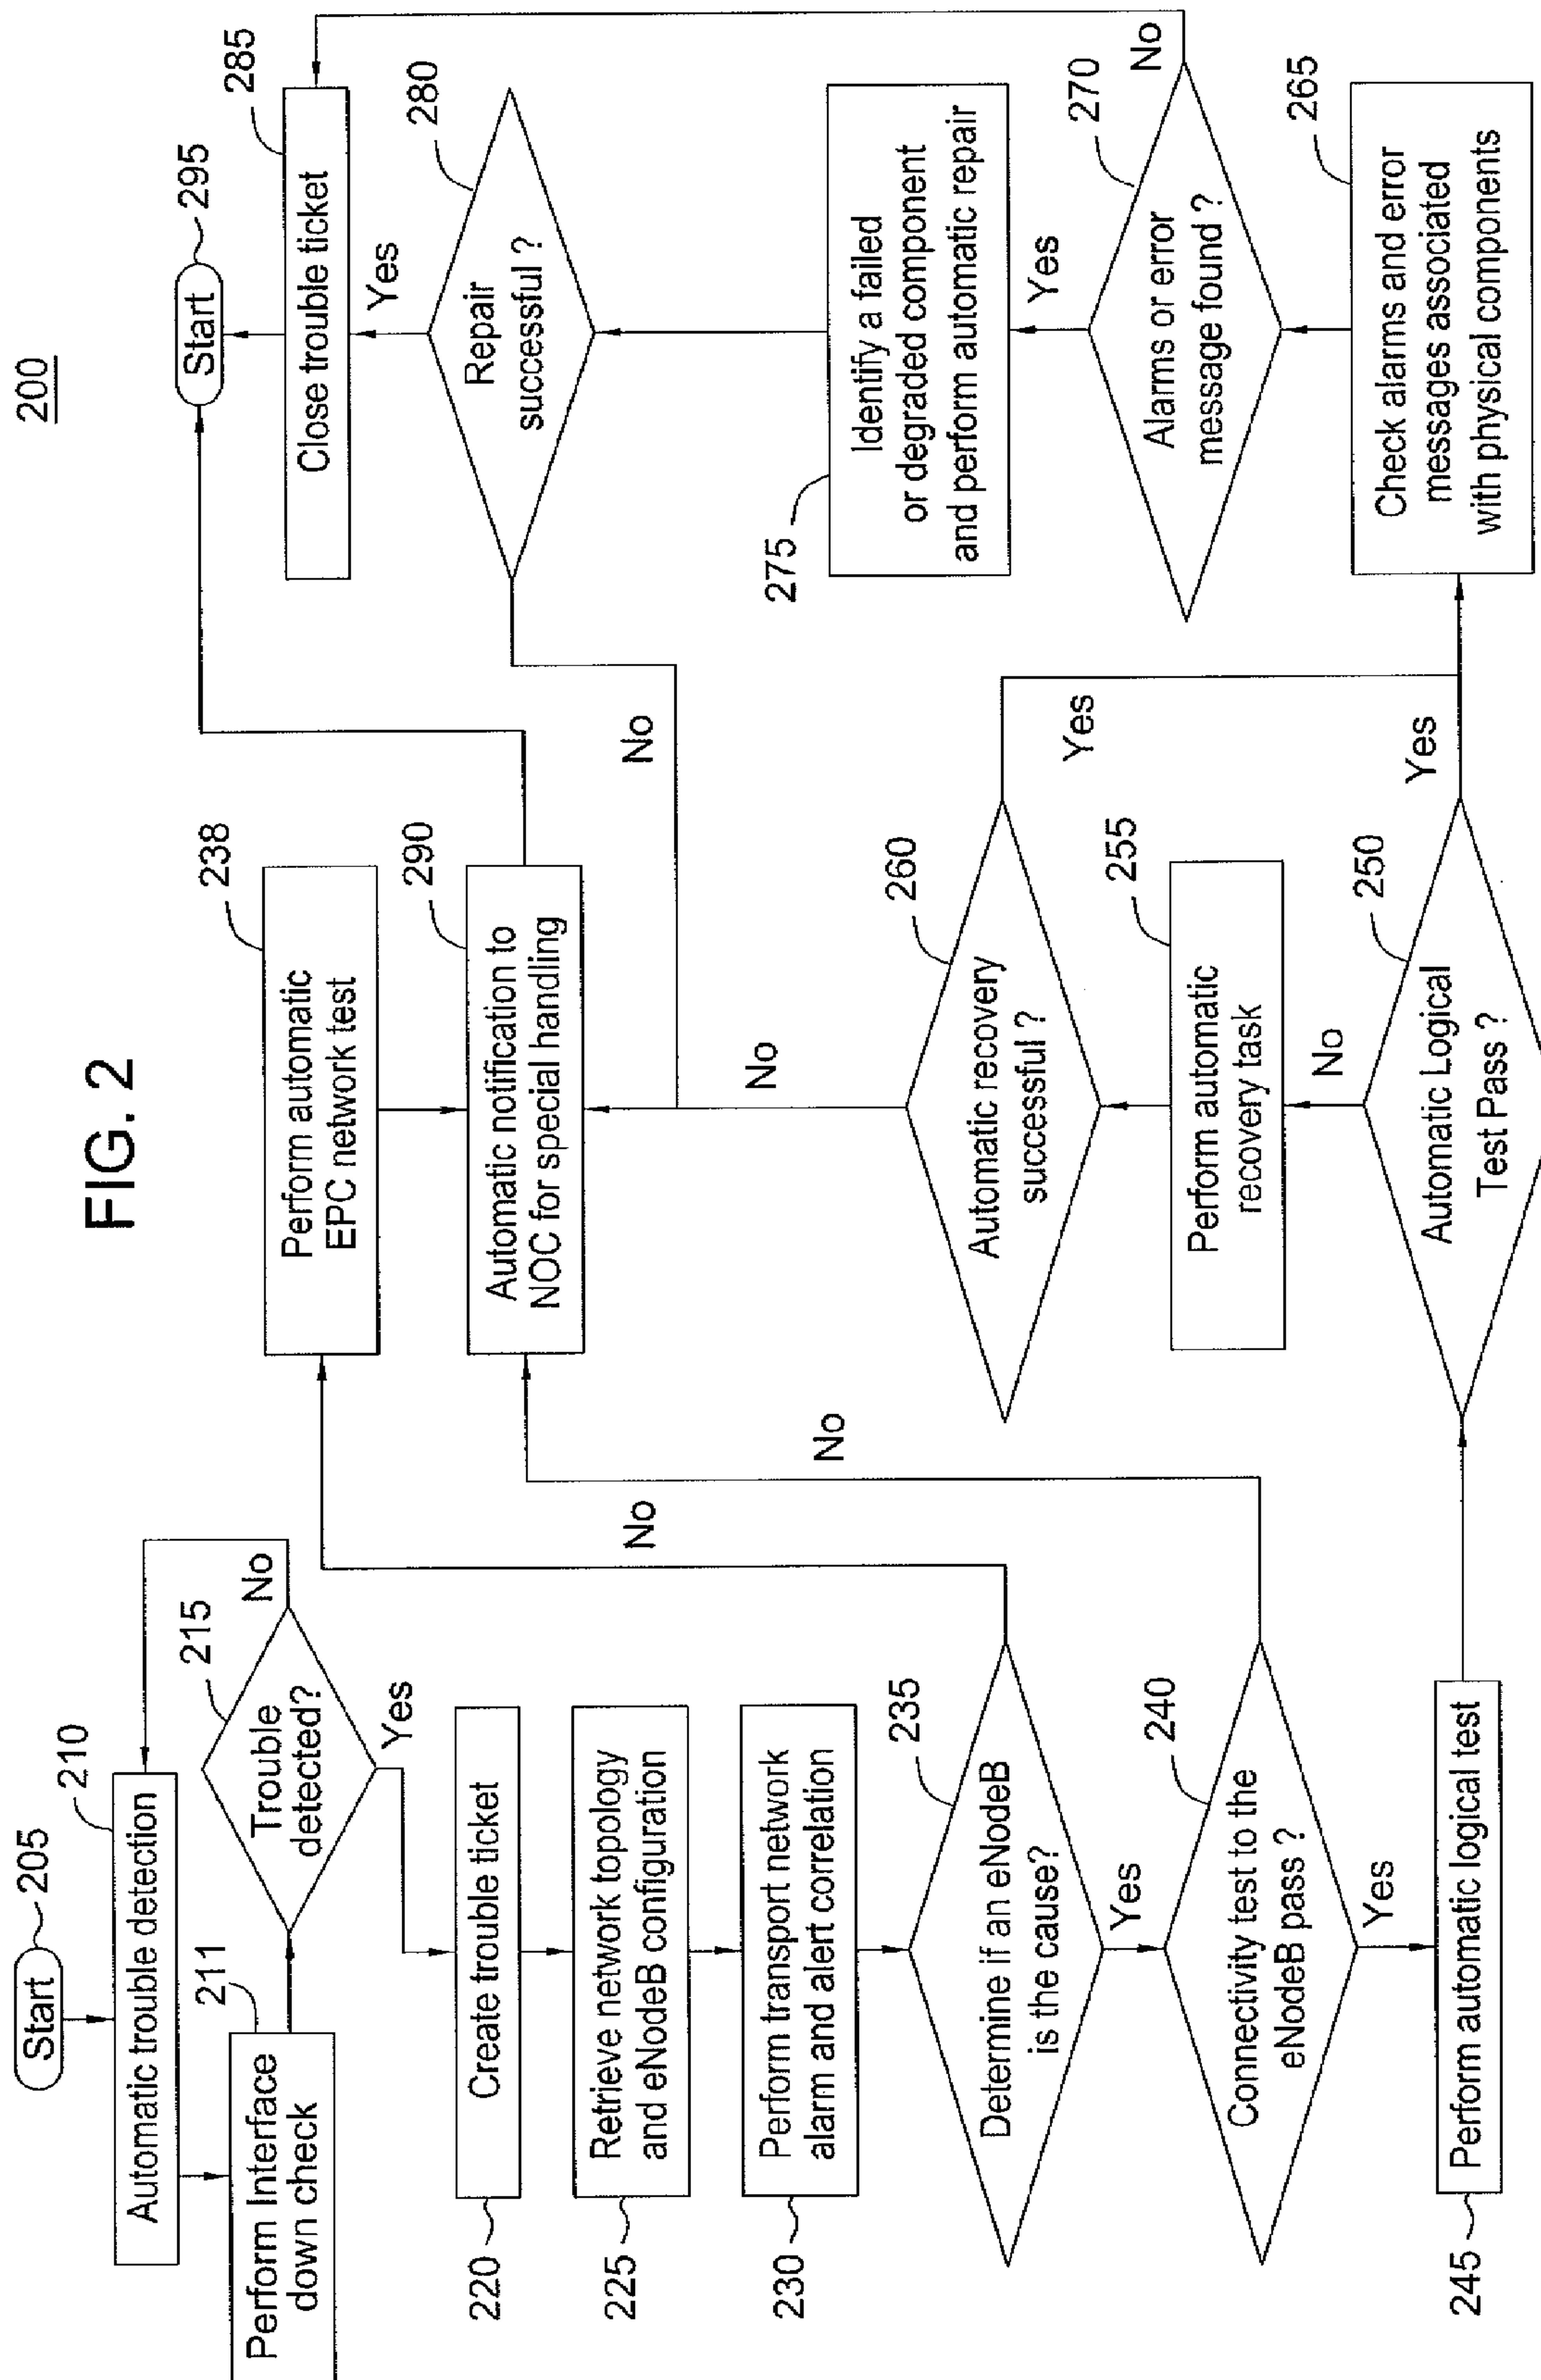 FIG. 2
200
Start
205
Automatic trouble detection
210
Perform Interface
down check
211
Trouble
detected?
215
No
Yes
Create trouble ticket
220
Retrieve network topology
and eNodeB configuration
225
Perform transport network
alarm and alert correlation
230
Determine if an eNodeB
is the cause?
235
No
Yes
Connectivity test to the
eNodeB pass ?
240
No
Yes
Perform automatic logical test
245
Perform automatic
EPC network test
238
Automatic notification to
NOC for special handling
290
No
Automatic recovery
successful ?
260
Yes
Perform automatic
recovery task
255
No
Automatic Logical
Test Pass ?
250
Yes
Start
295
Close trouble ticket
285
Yes
Repair
successful ?
280
No
Identify a failed
or degraded component
and perform automatic repair
275
Yes
Alarms or error
message found ?
270
No
Check alarms and error
messages associated
with physical components
265